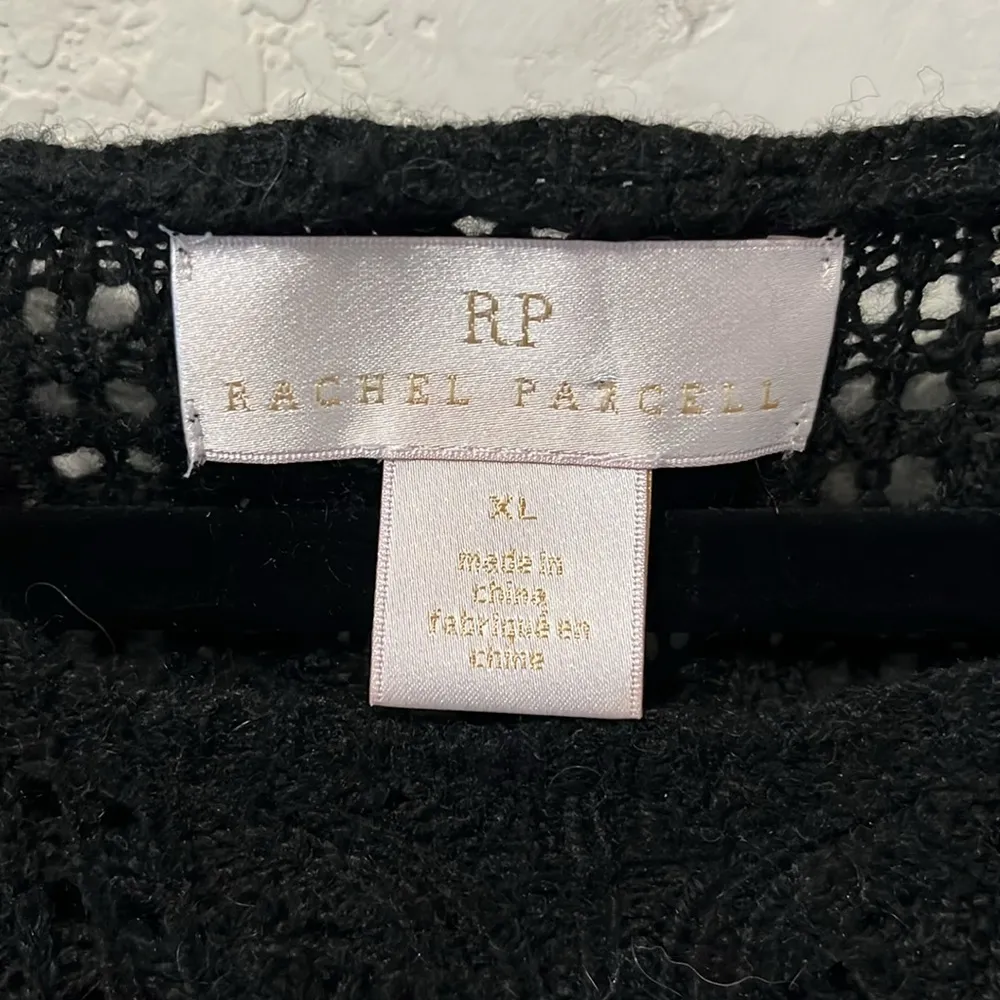 RP
RACHEL PARCELL
XL
made in
china
fabriqué en
chine